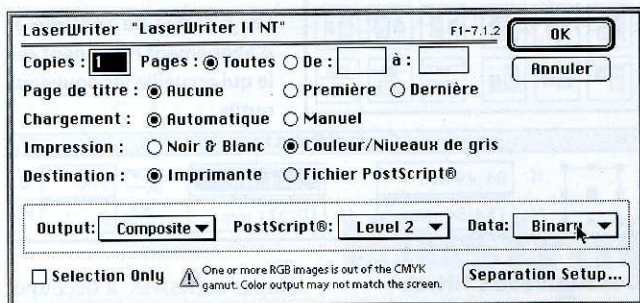 LaserWriter "LaserWriter II NT" F1-7.1.2 OK
Copies : 1 Pages : Toutes De : à : Annuler
Page de titre : Aucune Première Dernière
Chargement : Automatique Manuel
Impression : Noir & Blanc Couleur/Niveaux de gris
Destination : Imprimante Fichier PostScript®
Output: Composite PostScript®: Level 2 Data: Binary
Selection Only One or more RGB images is out of the CMYK
gamut. Color output may not match the screen. Separation Setup...